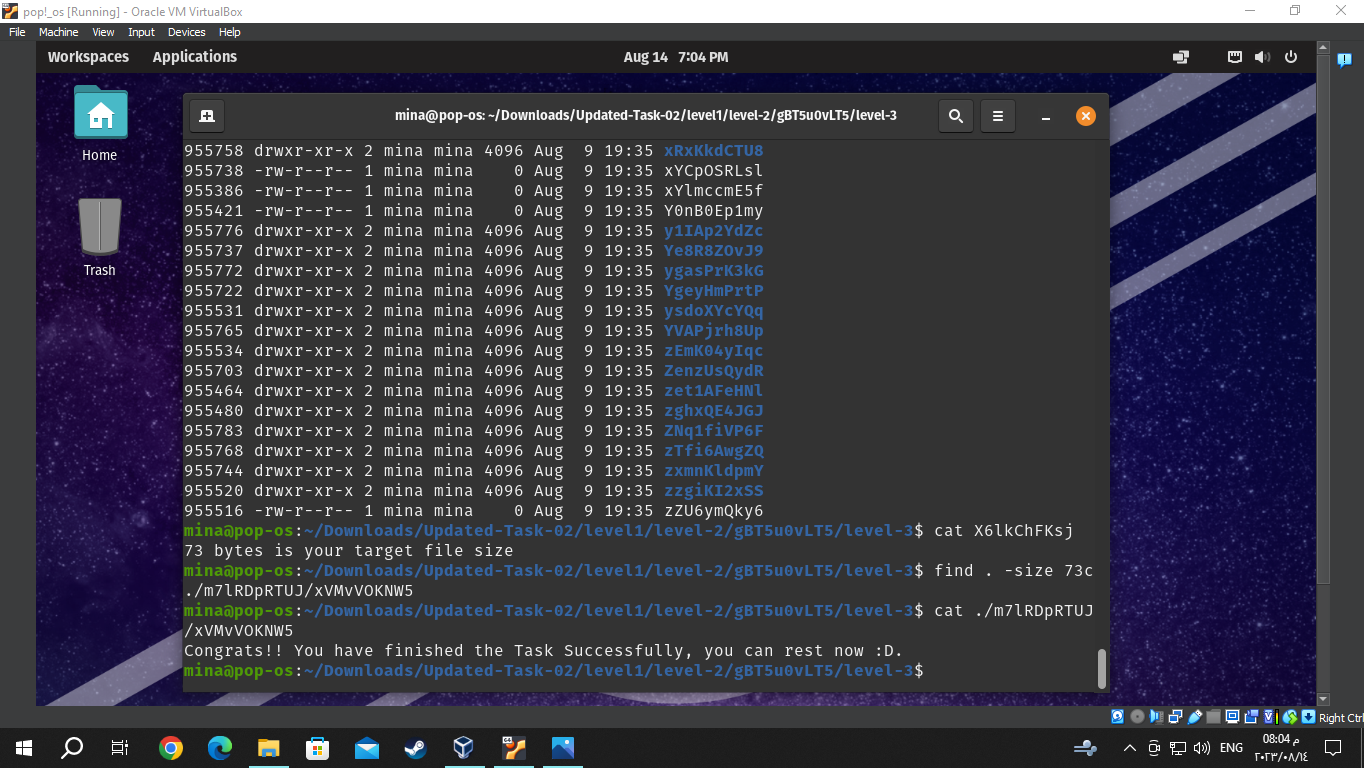 pop!_os [Running] - Oracle VM VirtualBox
File Machine View Input Devices Help
Workspaces Applications Aug 14 7:04 PM
Home
Trash
mina@pop-os: ~/Downloads/Updated-Task-02/level1/level-2/gBT5u0vLT5/level-3
955758 drwxr-xr-x 2 mina mina 4096 Aug  9 19:35 xRxKkdCTU8
955738 -rw-r--r-- 1 mina mina    0 Aug  9 19:35 xYCpOSRLsl
955386 -rw-r--r-- 1 mina mina    0 Aug  9 19:35 xYlmccmE5f
955421 -rw-r--r-- 1 mina mina    0 Aug  9 19:35 Y0nB0Ep1my
955776 drwxr-xr-x 2 mina mina 4096 Aug  9 19:35 y1IAp2YdZc
955737 drwxr-xr-x 2 mina mina 4096 Aug  9 19:35 Ye8R8ZOvJ9
955772 drwxr-xr-x 2 mina mina 4096 Aug  9 19:35 ygasPrK3kG
955722 drwxr-xr-x 2 mina mina 4096 Aug  9 19:35 YgeyHmPrtP
955531 drwxr-xr-x 2 mina mina 4096 Aug  9 19:35 ysdoXYcYQq
955765 drwxr-xr-x 2 mina mina 4096 Aug  9 19:35 YVAPjrh8Up
955534 drwxr-xr-x 2 mina mina 4096 Aug  9 19:35 zEmK04yIqc
955703 drwxr-xr-x 2 mina mina 4096 Aug  9 19:35 ZenzUsQydR
955464 drwxr-xr-x 2 mina mina 4096 Aug  9 19:35 zet1AFeHNl
955480 drwxr-xr-x 2 mina mina 4096 Aug  9 19:35 zghxQE4JGJ
955783 drwxr-xr-x 2 mina mina 4096 Aug  9 19:35 ZNq1fiVP6F
955768 drwxr-xr-x 2 mina mina 4096 Aug  9 19:35 zTfi6AwgZQ
955744 drwxr-xr-x 2 mina mina 4096 Aug  9 19:35 zxmnKldpmY
955520 drwxr-xr-x 2 mina mina 4096 Aug  9 19:35 zzgiKI2xSS
955516 -rw-r--r-- 1 mina mina    0 Aug  9 19:35 zZU6ymQky6
mina@pop-os:~/Downloads/Updated-Task-02/level1/level-2/gBT5u0vLT5/level-3$ cat X6lkChFKsj
73 bytes is your target file size
mina@pop-os:~/Downloads/Updated-Task-02/level1/level-2/gBT5u0vLT5/level-3$ find . -size 73c
./m7lRDpRTUJ/xVMvVOKNW5
mina@pop-os:~/Downloads/Updated-Task-02/level1/level-2/gBT5u0vLT5/level-3$ cat ./m7lRDpRTUJ
/xVMvVOKNW5
Congrats!! You have finished the Task Successfully, you can rest now :D.
mina@pop-os:~/Downloads/Updated-Task-02/level1/level-2/gBT5u0vLT5/level-3$
Right Ctrl
ENG
08:04 م
٢٠٢٣/٠٨/١٤